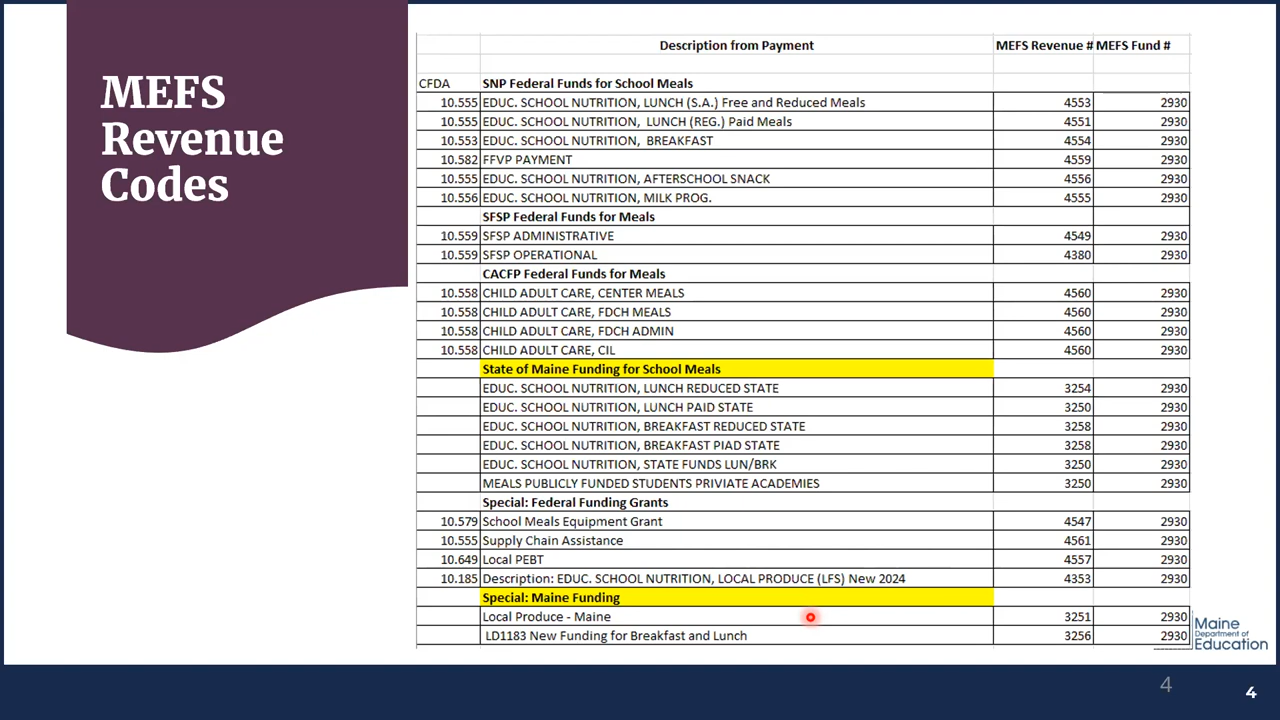 MEFS
Revenue
Codes
Description from Payment MEFS Revenue # MEFS Fund #
CFDA SNP Federal Funds for School Meals
10.555 EDUC. SCHOOL NUTRITION, LUNCH (S.A.) Free and Reduced Meals 4553 2930
10.555 EDUC. SCHOOL NUTRITION, LUNCH (REG.) Paid Meals 4551 2930
10.553 EDUC. SCHOOL NUTRITION, BREAKFAST 4554 2930
10.582 FFVP PAYMENT 4559 2930
10.555 EDUC. SCHOOL NUTRITION, AFTERSCHOOL SNACK 4556 2930
10.556 EDUC. SCHOOL NUTRITION, MILK PROG. 4555 2930
SFSP Federal Funds for Meals
10.559 SFSP ADMINISTRATIVE 4549 2930
10.559 SFSP OPERATIONAL 4380 2930
CACFP Federal Funds for Meals
10.558 CHILD ADULT CARE, CENTER MEALS 4560 2930
10.558 CHILD ADULT CARE, FDCH MEALS 4560 2930
10.558 CHILD ADULT CARE, FDCH ADMIN 4560 2930
10.558 CHILD ADULT CARE, CIL 4560 2930
State of Maine Funding for School Meals
EDUC. SCHOOL NUTRITION, LUNCH REDUCED STATE 3254 2930
EDUC. SCHOOL NUTRITION, LUNCH PAID STATE 3250 2930
EDUC. SCHOOL NUTRITION, BREAKFAST REDUCED STATE 3258 2930
EDUC. SCHOOL NUTRITION, BREAKFAST PIAD STATE 3258 2930
EDUC. SCHOOL NUTRITION, STATE FUNDS LUN/BRK 3250 2930
MEALS PUBLICLY FUNDED STUDENTS PRIVIATE ACADEMIES 3250 2930
Special: Federal Funding Grants
10.579 School Meals Equipment Grant 4547 2930
10.555 Supply Chain Assistance 4561 2930
10.649 Local PEBT 4557 2930
10.185 Description: EDUC. SCHOOL NUTRITION, LOCAL PRODUCE (LFS) New 2024 4353 2930
Special: Maine Funding
Local Produce - Maine 3251 2930
LD1183 New Funding for Breakfast and Lunch 3256 2930
Maine
Department of
Education
4
4